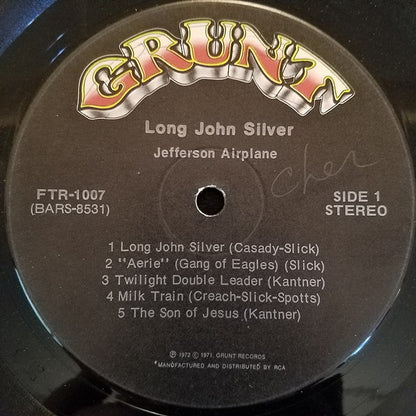 GRUNT
Long John Silver
Jefferson Airplane
Cher
FTR-1007
(BARS-8531)
SIDE 1
STEREO
1 Long John Silver (Casady-Slick)
2 "Aerie" (Gang of Eagles) (Slick)
3 Twilight Double Leader (Kantner)
4 Milk Train (Creach-Slick-Spotts)
5 The Son of Jesus (Kantner)
℗ 1972 © 1971, GRUNT RECORDS
MANUFACTURED AND DISTRIBUTED BY RCA